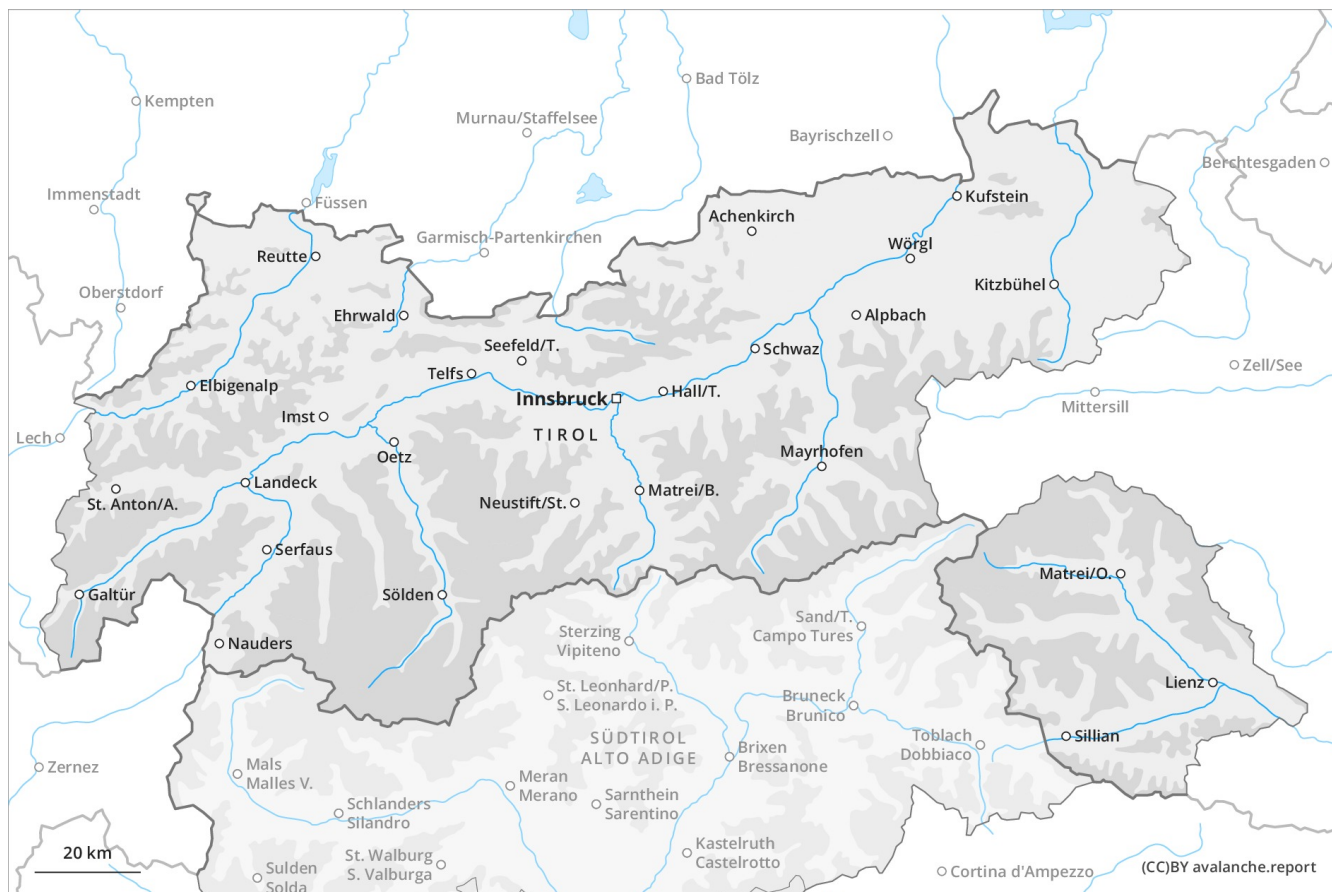 Bad Tölz
Kempten
Murnau/Staffelsee
Bayrischzell
Berchtesgaden
Immenstadt
Füssen
Kufstein
Achenkirch
Garmisch-Partenkirchen
Wörgl
Reutte
Kitzbühel
Oberstdorf
Ehrwald
Alpbach
Seefeld/T.
Schwaz
Zell/See
Telfs
Elbigenalp
Hall/T.
Innsbruck
Mittersill
Imst
TIROL
Lech
Oetz
Mayrhofen
Landeck
Matrei/B.
St. Anton/A.
Neustift/St.
Serfaus
Matrei/O.
Galtür
Sölden
Sand/T.
Campo Tures
Sterzing
Vipiteno
Nauders
Lienz
St. Leonhard/P.
S. Leonardo i. P.
Bruneck
Brunico
SÜDTIROL
ALTO ADIGE
Toblach
Dobbiaco
Sillian
Brixen
Bressanone
Zernez
Mals
Malles V.
Meran
Merano
Sarnthein
Sarentino
Schlanders
Silandro
Kastelruth
Castelrotto
20 km
St. Walburg
S. Valburga
Sulden
Solda
Cortina d'Ampezzo
(CC)BY avalanche.report